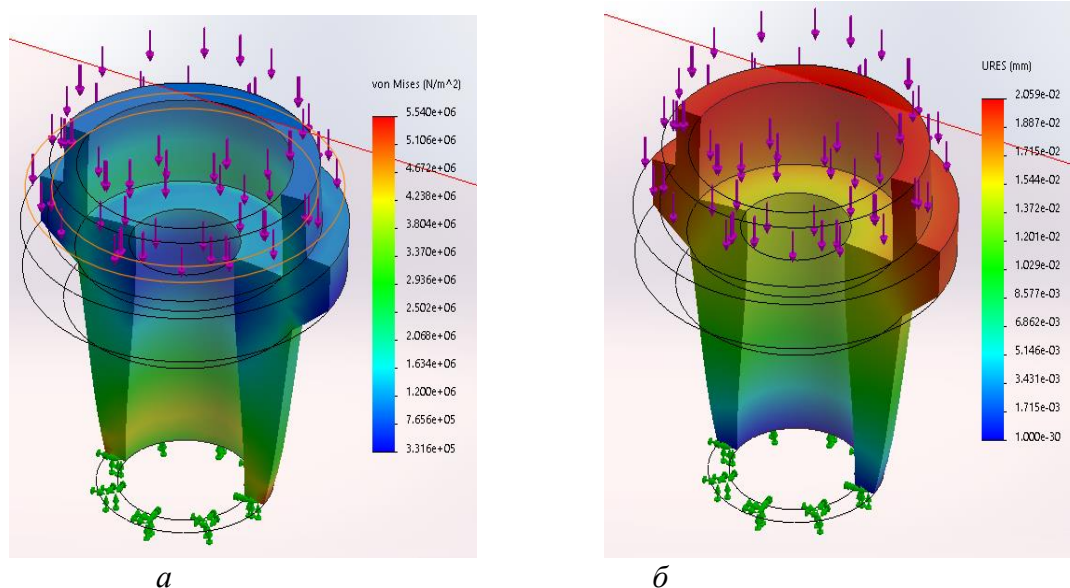 von Mises (N/m^2)
5.540e+06
5.106e+06
4.672e+06
4.238e+06
3.804e+06
3.370e+06
2.936e+06
2.502e+06
2.068e+06
1.634e+06
1.200e+06
7.656e+05
3.316e+05
а
URES (mm)
2.059e-02
1.887e-02
1.715e-02
1.544e-02
1.372e-02
1.201e-02
1.029e-02
8.577e-03
6.862e-03
5.146e-03
3.431e-03
1.715e-03
1.000e-30
б